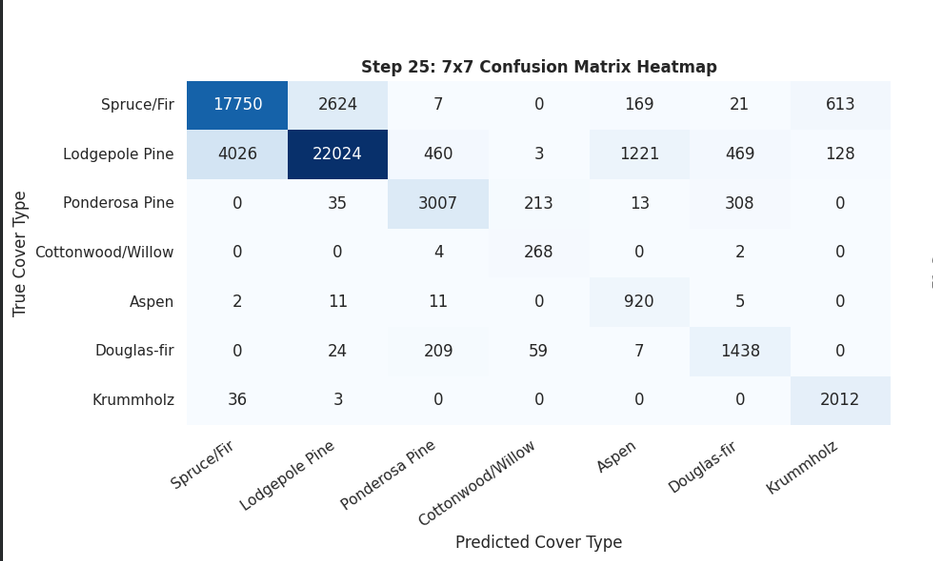 Step 25: 7x7 Confusion Matrix Heatmap
True Cover Type
Spruce/Fir 17750 2624 7 0 169 21 613
Lodgepole Pine 4026 22024 460 3 1221 469 128
Ponderosa Pine 0 35 3007 213 13 308 0
Cottonwood/Willow 0 0 4 268 0 2 0
Aspen 2 11 11 0 920 5 0
Douglas-fir 0 24 209 59 7 1438 0
Krummholz 36 3 0 0 0 0 2012
Spruce/Fir Lodgepole Pine Ponderosa Pine Cottonwood/Willow Aspen Douglas-fir Krummholz
Predicted Cover Type